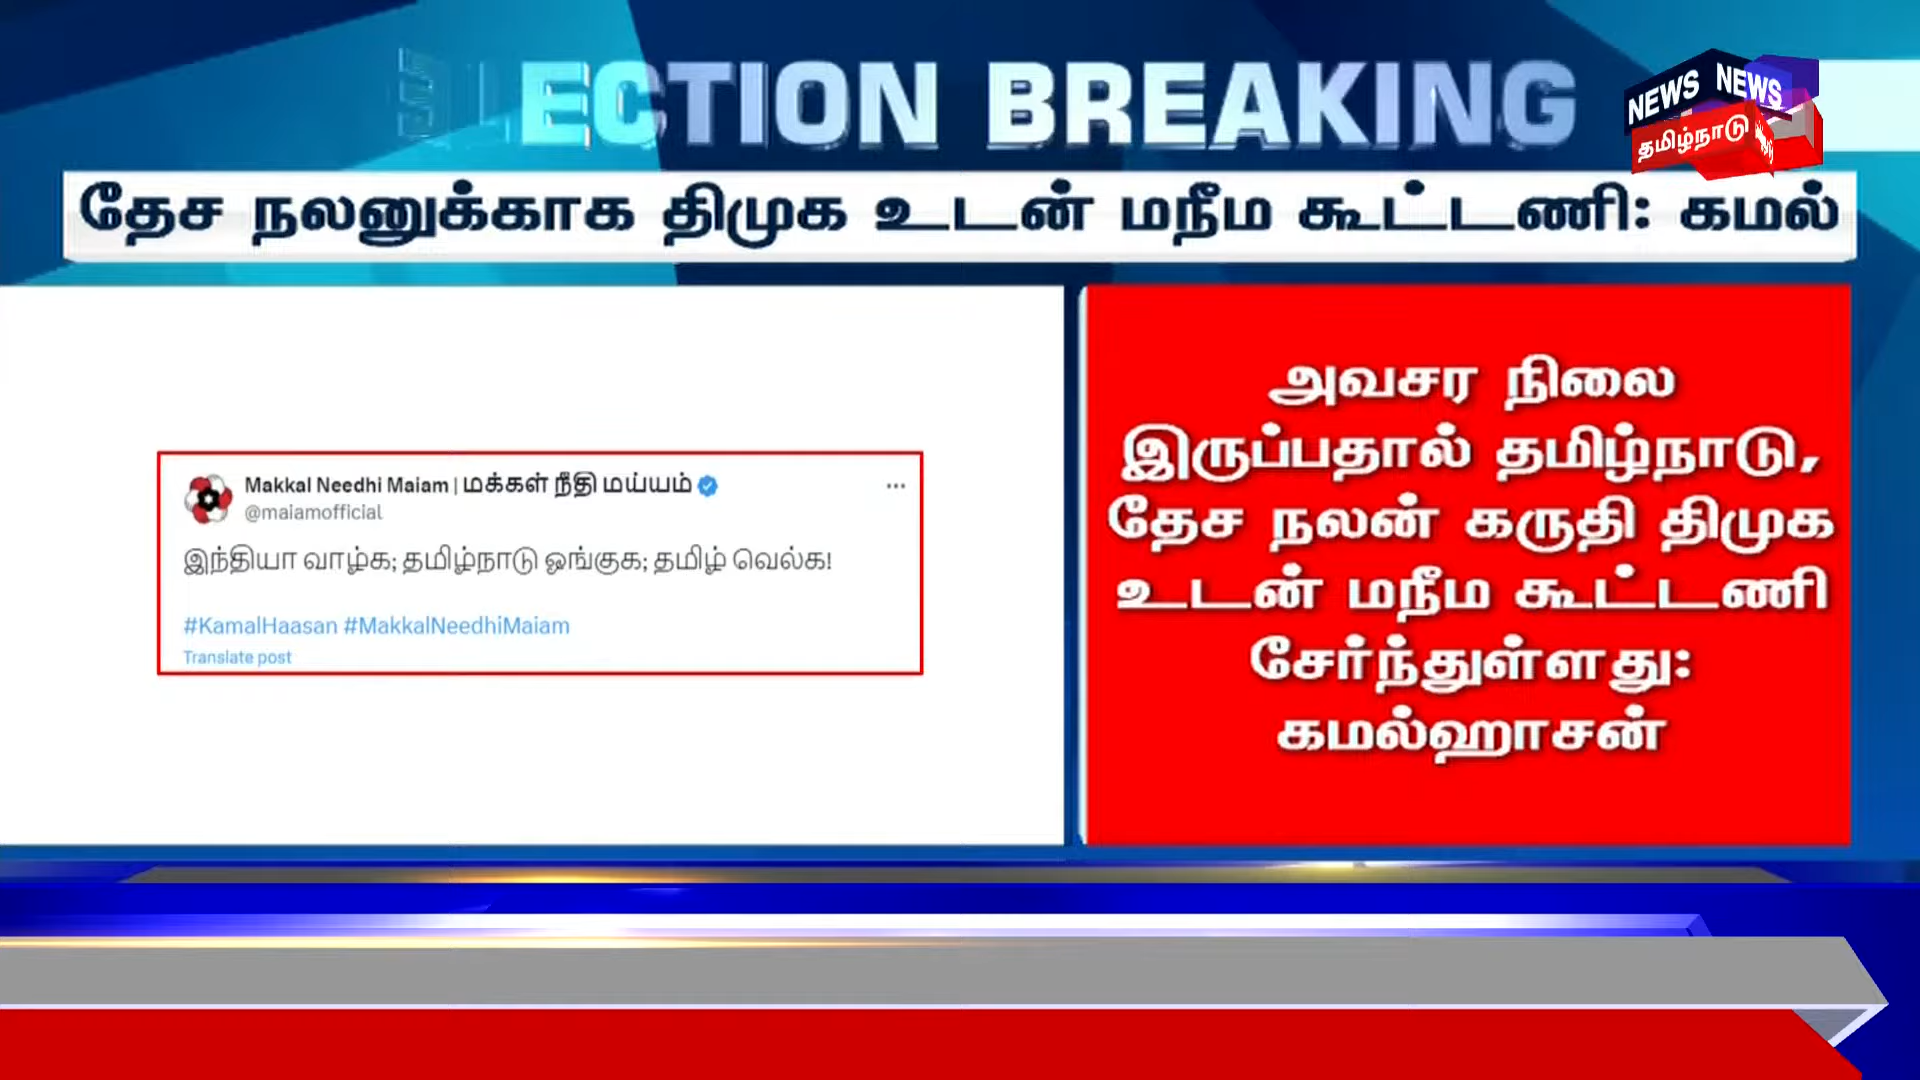 ELECTION BREAKING
NEWS NEWS
தமிழ்நாடு
தேச நலனுக்காக திமுக உடன் மநீம கூட்டணி: கமல்
Makkal Needhi Maiam | மக்கள் நீதி மய்யம்
@maiamofficial
இந்தியா வாழ்க; தமிழ்நாடு ஓங்குக; தமிழ் வெல்க!
#KamalHaasan #MakkalNeedhiMaiam
Translate post
அவசர நிலை
இருப்பதால் தமிழ்நாடு,
தேச நலன் கருதி திமுக
உடன் மநீம கூட்டணி
சேர்ந்துள்ளது:
கமல்ஹாசன்